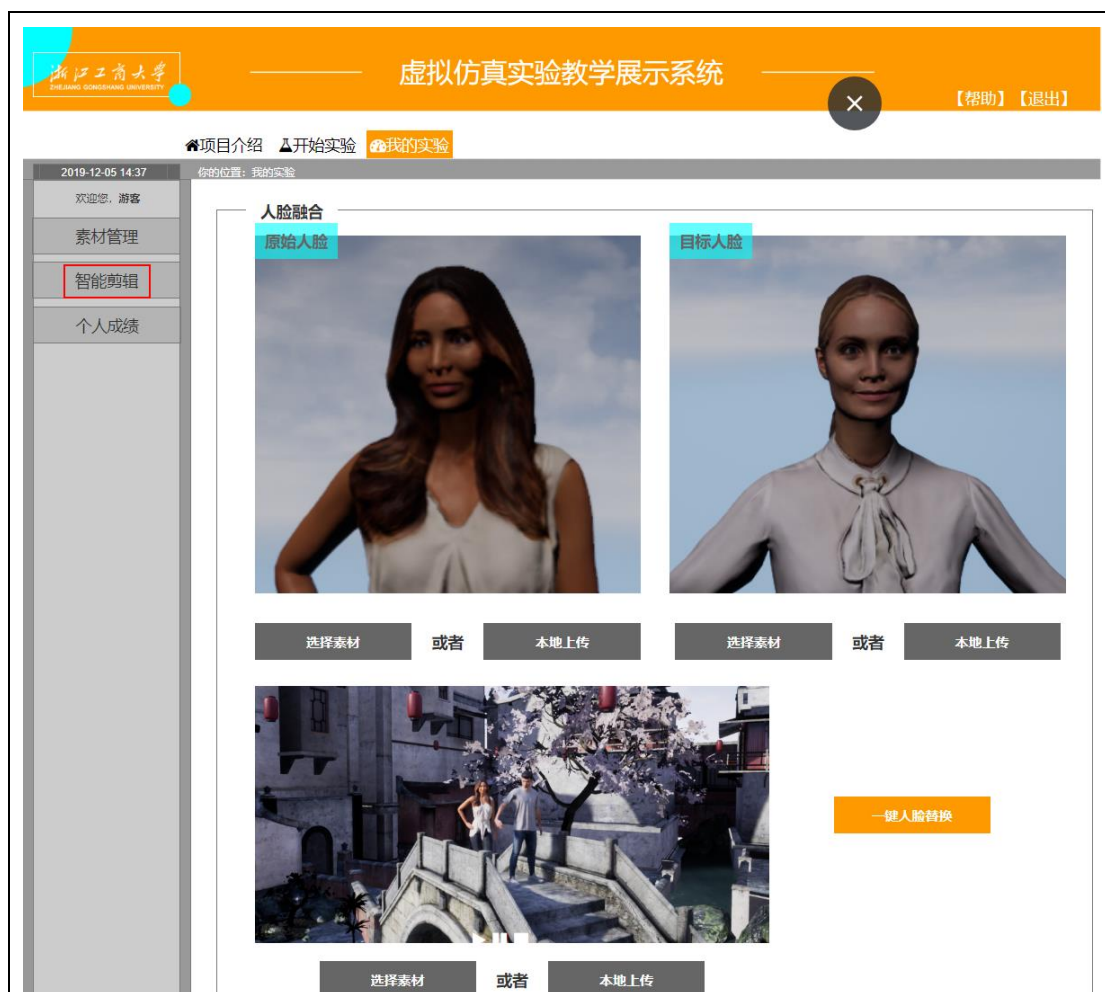 浙江工商大学
ZHEJIANG GONGSHANG UNIVERSITY
虚拟仿真实验教学展示系统
【帮助】【退出】
项目介绍 开始实验 我的实验
2019-12-05 14:37
你的位置：我的实验
欢迎您，游客
素材管理
智能剪辑
个人成绩
人脸融合
原始人脸 目标人脸
选择素材 或者 本地上传 选择素材 或者 本地上传
一键人脸替换
选择素材 或者 本地上传